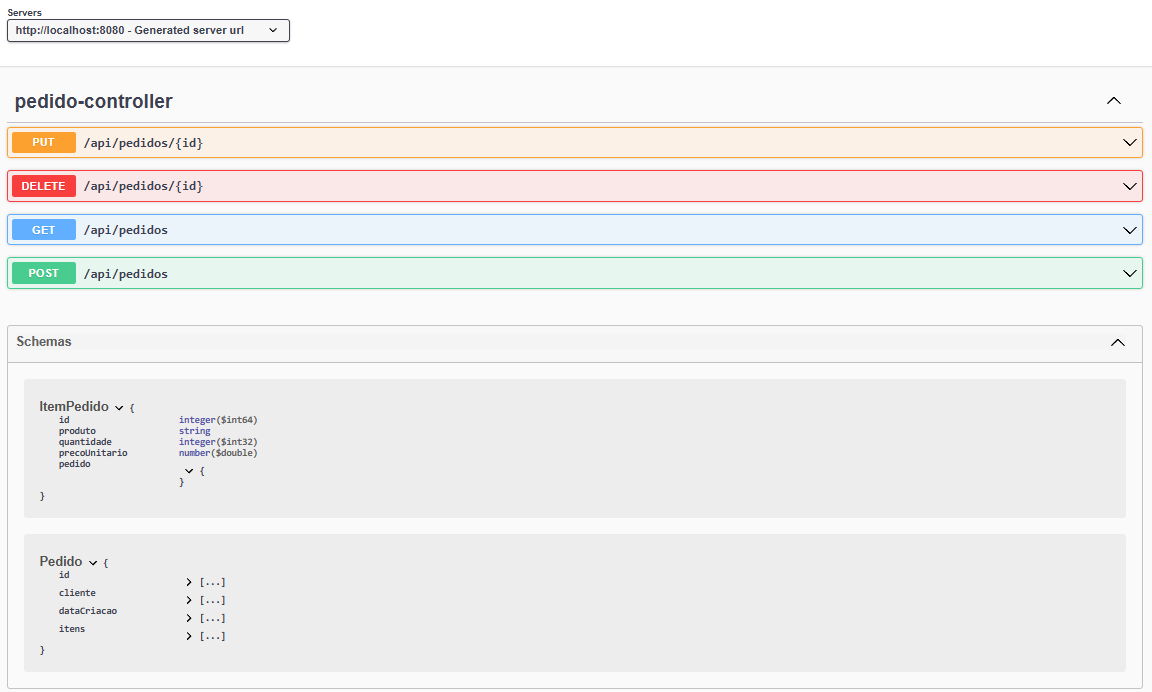 Servers
http://localhost:8080 - Generated server url
pedido-controller
PUT /api/pedidos/{id}
DELETE /api/pedidos/{id}
GET /api/pedidos
POST /api/pedidos
Schemas
ItemPedido {
id integer($int64)
produto string
quantidade integer($int32)
precoUnitario number($double)
pedido
{
}
}
Pedido {
id [...]
cliente [...]
dataCriacao [...]
itens [...]
}